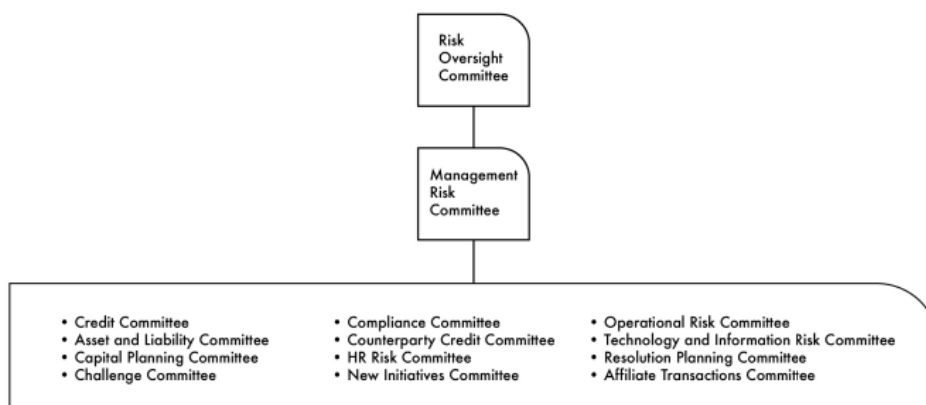 Risk
Oversight
Committee
Management
Risk
Committee
• Credit Committee
• Asset and Liability Committee
• Capital Planning Committee
• Challenge Committee
• Compliance Committee
• Counterparty Credit Committee
• HR Risk Committee
• New Initiatives Committee
• Operational Risk Committee
• Technology and Information Risk Committee
• Resolution Planning Committee
• Affiliate Transactions Committee